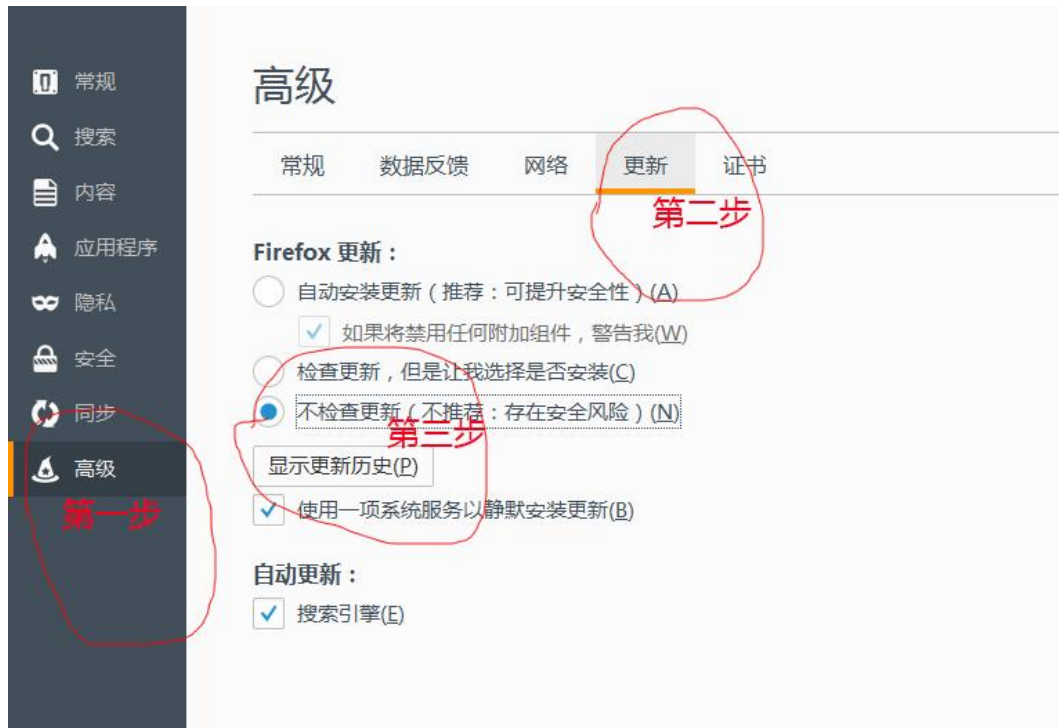 常规
搜索
内容
应用程序
隐私
安全
同步
高级
第一步
高级
常规 数据反馈 网络 更新 证书
第二步
Firefox 更新：
自动安装更新（推荐：可提升安全性）(A)
如果将禁用任何附加组件，警告我(W)
检查更新，但是让我选择是否安装(C)
不检查更新（不推荐：存在安全风险）(N)
第三步
显示更新历史(P)
使用一项系统服务以静默安装更新(B)
自动更新：
搜索引擎(E)